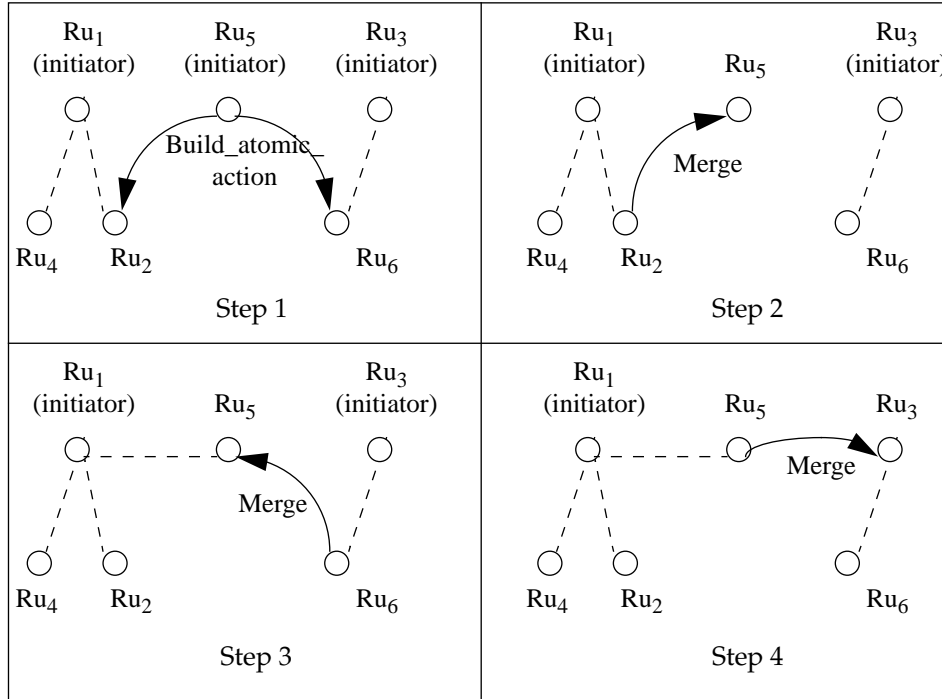 Ru1 Ru5 Ru3
(initiator) (initiator) (initiator)
Build_atomic_
action
Ru4 Ru2 Ru6
Step 1
Ru1 Ru5 Ru3
(initiator) (initiator)
Merge
Ru4 Ru2 Ru6
Step 2
Ru1 Ru5 Ru3
(initiator) (initiator)
Merge
Ru4 Ru2 Ru6
Step 3
Ru1 Ru5 Ru3
(initiator)
Merge
Ru4 Ru2 Ru6
Step 4